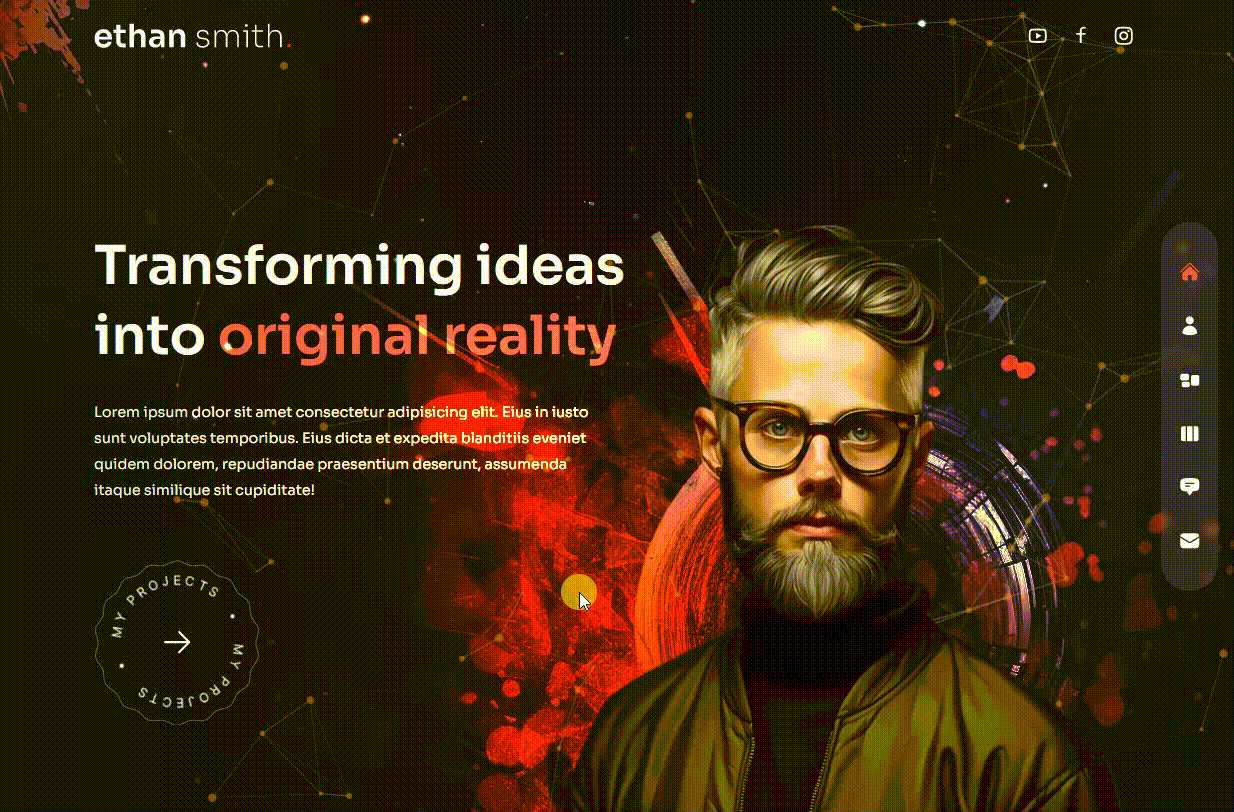 ethan smith.
Transforming ideas
into original reality
Lorem ipsum dolor sit amet consectetur adipisicing elit. Eius in iusto
sunt voluptates temporibus. Eius dicta et expedita blanditiis eveniet
quidem dolorem, repudiandae praesentium deserunt, assumenda
itaque similique sit cupiditate!
MY PROJECTS • MY PROJECTS •